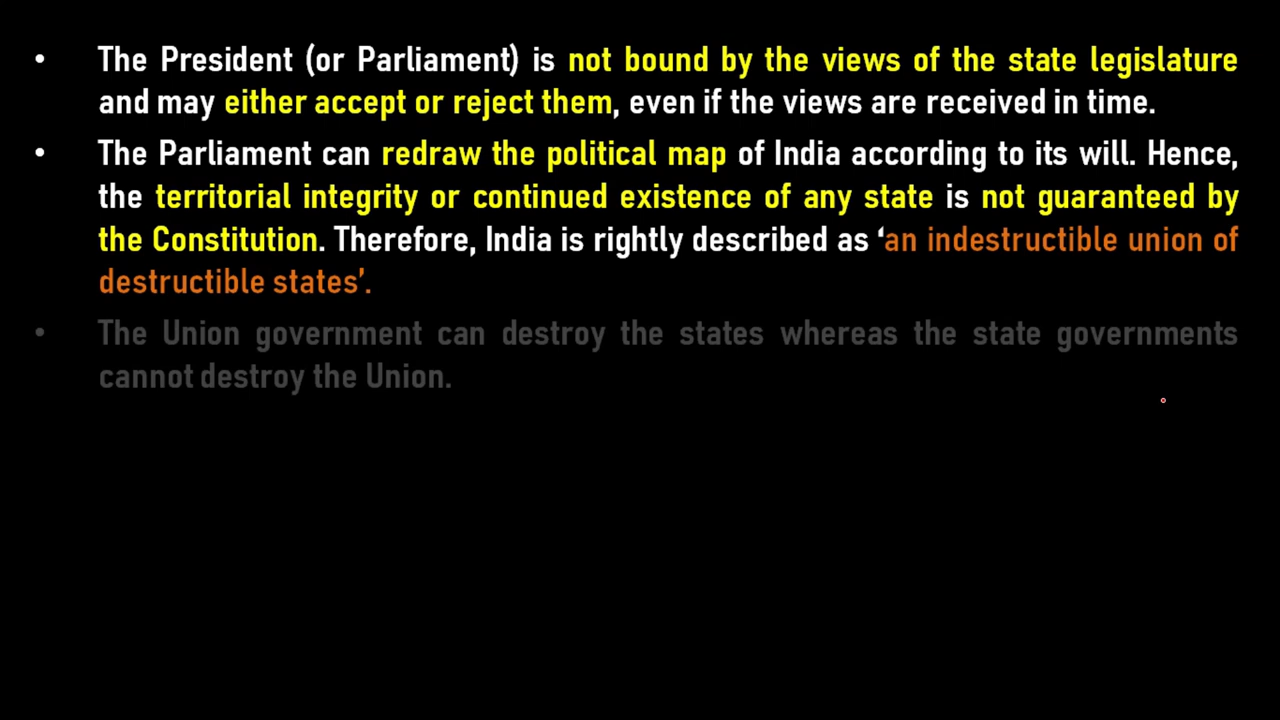 • The President (or Parliament) is not bound by the views of the state legislature
and may either accept or reject them, even if the views are received in time.
• The Parliament can redraw the political map of India according to its will. Hence,
the territorial integrity or continued existence of any state is not guaranteed by
the Constitution. Therefore, India is rightly described as ‘an indestructible union of
destructible states’.
• The Union government can destroy the states whereas the state governments
cannot destroy the Union.